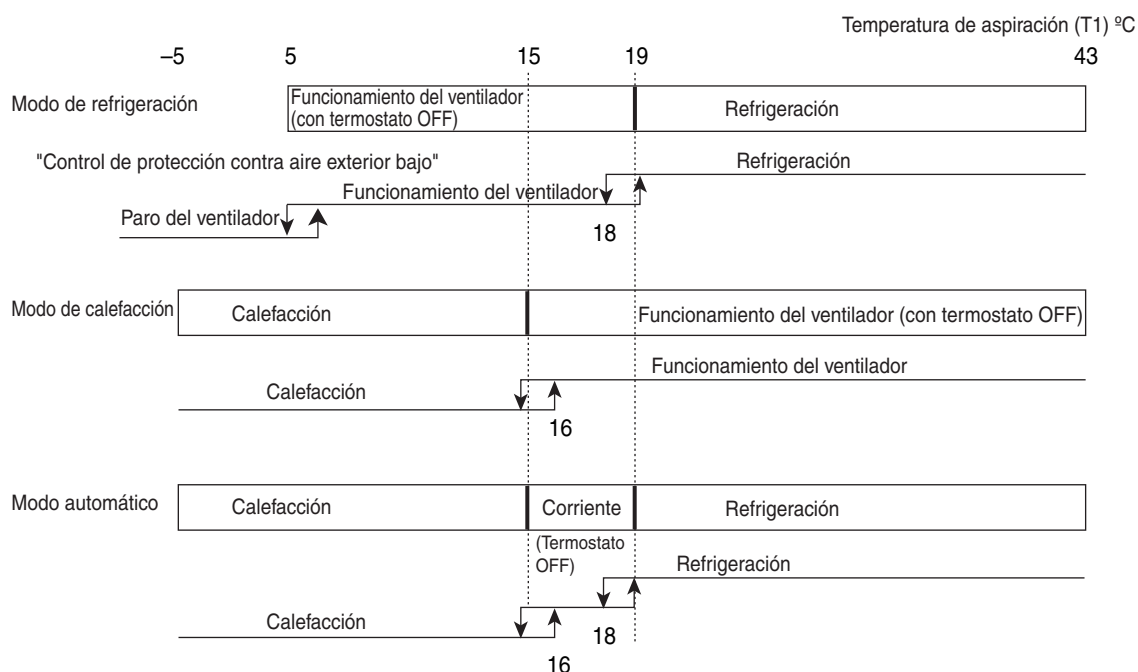 Temperatura de aspiración (T1) ºC
–5 5 15 19 43
Modo de refrigeración
Funcionamiento del ventilador
(con termostato OFF)
Refrigeración
"Control de protección contra aire exterior bajo"
Refrigeración
Funcionamiento del ventilador
Paro del ventilador
18
Modo de calefacción
Calefacción
Funcionamiento del ventilador (con termostato OFF)
Funcionamiento del ventilador
Calefacción
16
Modo automático
Calefacción
Corriente
Refrigeración
(Termostato
OFF)
Refrigeración
Calefacción
18
16